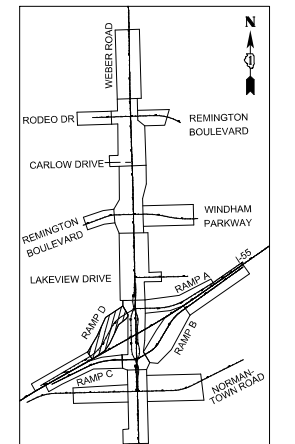 N
WEBER ROAD
RODEO DR
REMINGTON
BOULEVARD
CARLOW DRIVE
REMINGTON
BOULEVARD
WINDHAM
PARKWAY
LAKEVIEW DRIVE
I-55
RAMP A
RAMP D
RAMP B
RAMP C
NORMAN-
TOWN ROAD